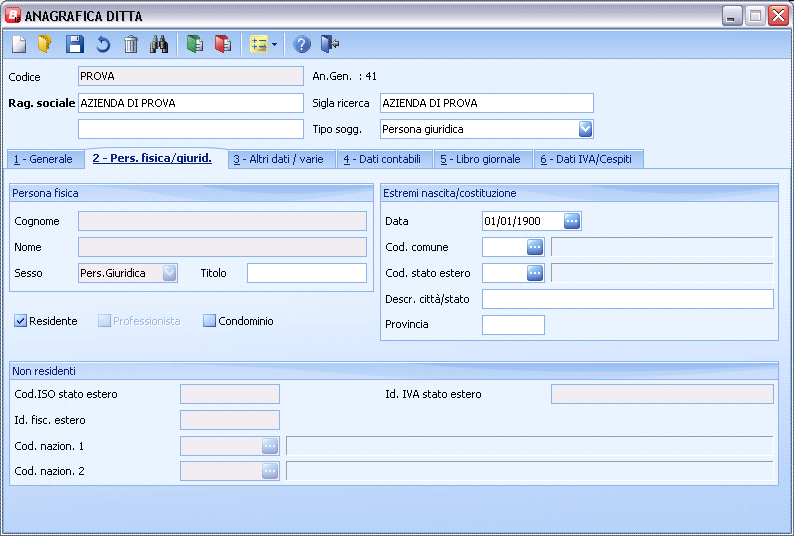 ANAGRAFICA DITTA
Codice PROVA An.Gen. : 41
Rag. sociale AZIENDA DI PROVA Sigla ricerca AZIENDA DI PROVA
Tipo sogg. Persona giuridica
1 - Generale 2 - Pers. fisica/giurid. 3 - Altri dati / varie 4 - Dati contabili 5 - Libro giornale 6 - Dati IVA/Cespiti
Persona fisica
Cognome
Nome
Sesso Pers.Giuridica Titolo
Residente Professionista Condominio
Estremi nascita/costituzione
Data 01/01/1900
Cod. comune
Cod. stato estero
Descr. città/stato
Provincia
Non residenti
Cod.ISO stato estero Id. IVA stato estero
Id. fisc. estero
Cod. nazion. 1
Cod. nazion. 2